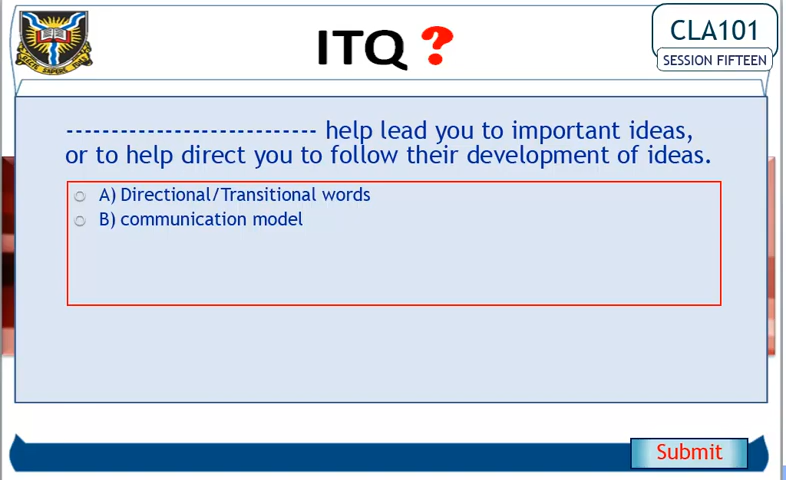 ITQ ?
CLA101
SESSION FIFTEEN
---------------------------- help lead you to important ideas,
or to help direct you to follow their development of ideas.
A) Directional/Transitional words
B) communication model
Submit